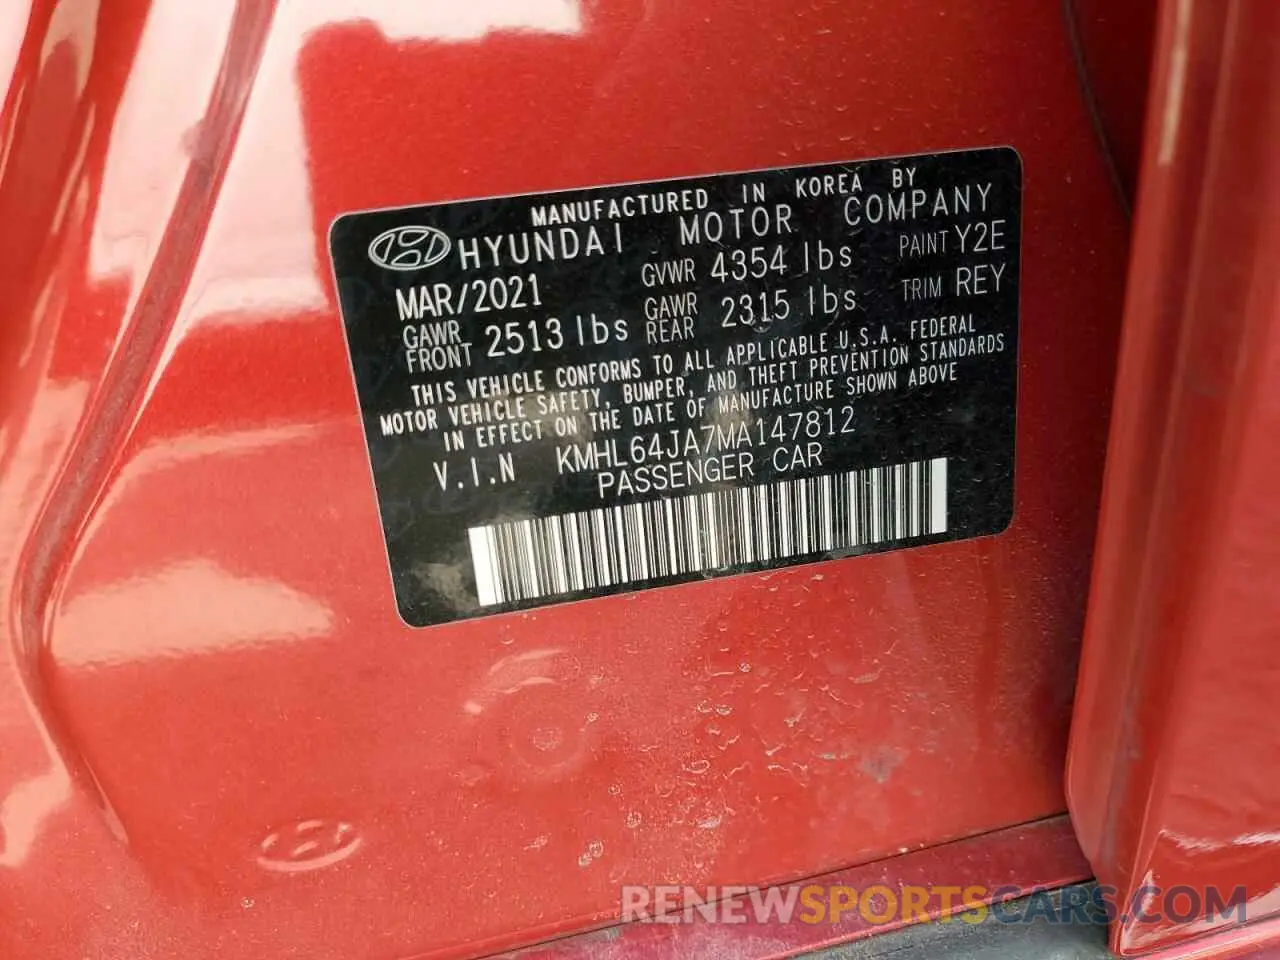 MANUFACTURED IN KOREA BY
HYUNDAI MOTOR COMPANY
MAR/2021 GVWR 4354 lbs PAINT Y2E
GAWR FRONT 2513 lbs GAWR REAR 2315 lbs TRIM REY
THIS VEHICLE CONFORMS TO ALL APPLICABLE U.S.A. FEDERAL
MOTOR VEHICLE SAFETY, BUMPER, AND THEFT PREVENTION STANDARDS
IN EFFECT ON THE DATE OF MANUFACTURE SHOWN ABOVE
V.I.N KMHL64JA7MA147812
PASSENGER CAR
RENEWSPORTSCARS.COM